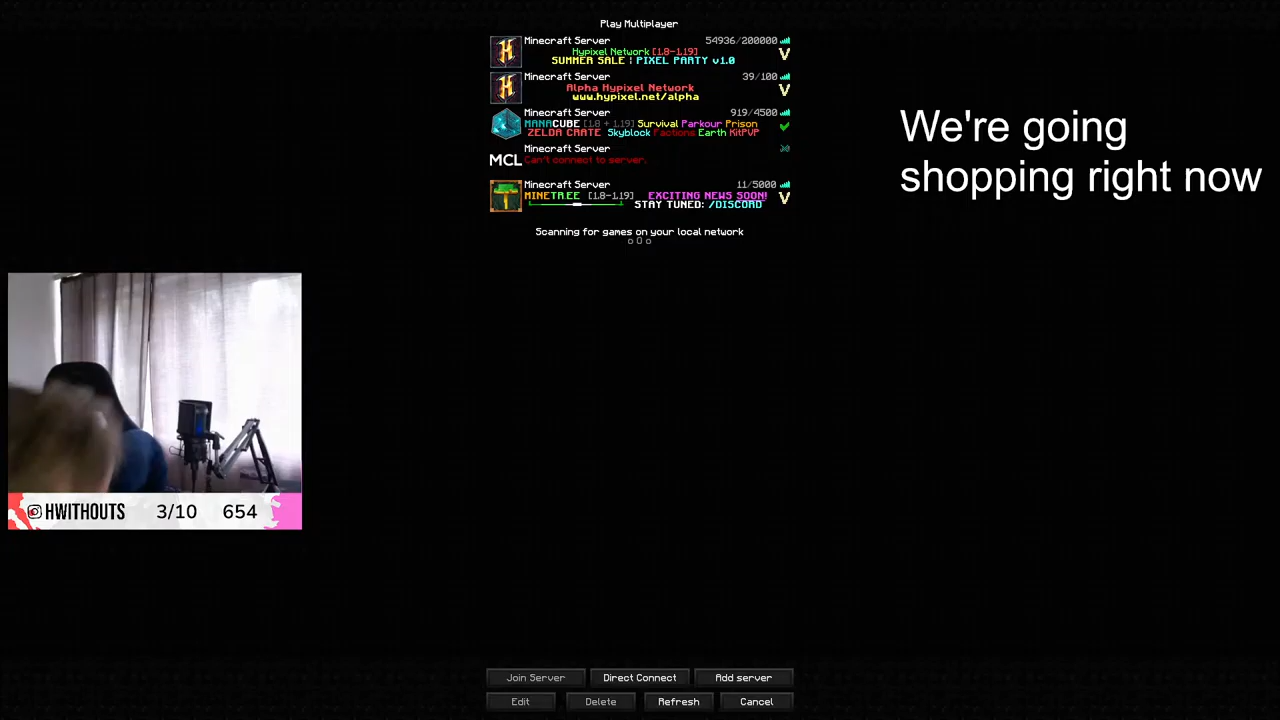 Play Multiplayer
Minecraft Server 54936/200000
Hypixel Network [1.8-1.19]
SUMMER SALE | PIXEL PARTY v1.0
Minecraft Server 39/100
Alpha Hypixel Network
www.hypixel.net/alpha
Minecraft Server 919/4500
MANACUBE [1.8 + 1.19] Survival Parkour Prison
ZELDA CRATE Skyblock Factions Earth KitPVP
Minecraft Server
MCL Can't connect to server.
Minecraft Server 11/5000
MINETREE [1.8-1.19] EXCITING NEWS SOON!
STAY TUNED: /DISCORD
Scanning for games on your local network
o O o
We're going
shopping right now
HWITHOUTS 3/10 654
Join Server Direct Connect Add server
Edit Delete Refresh Cancel